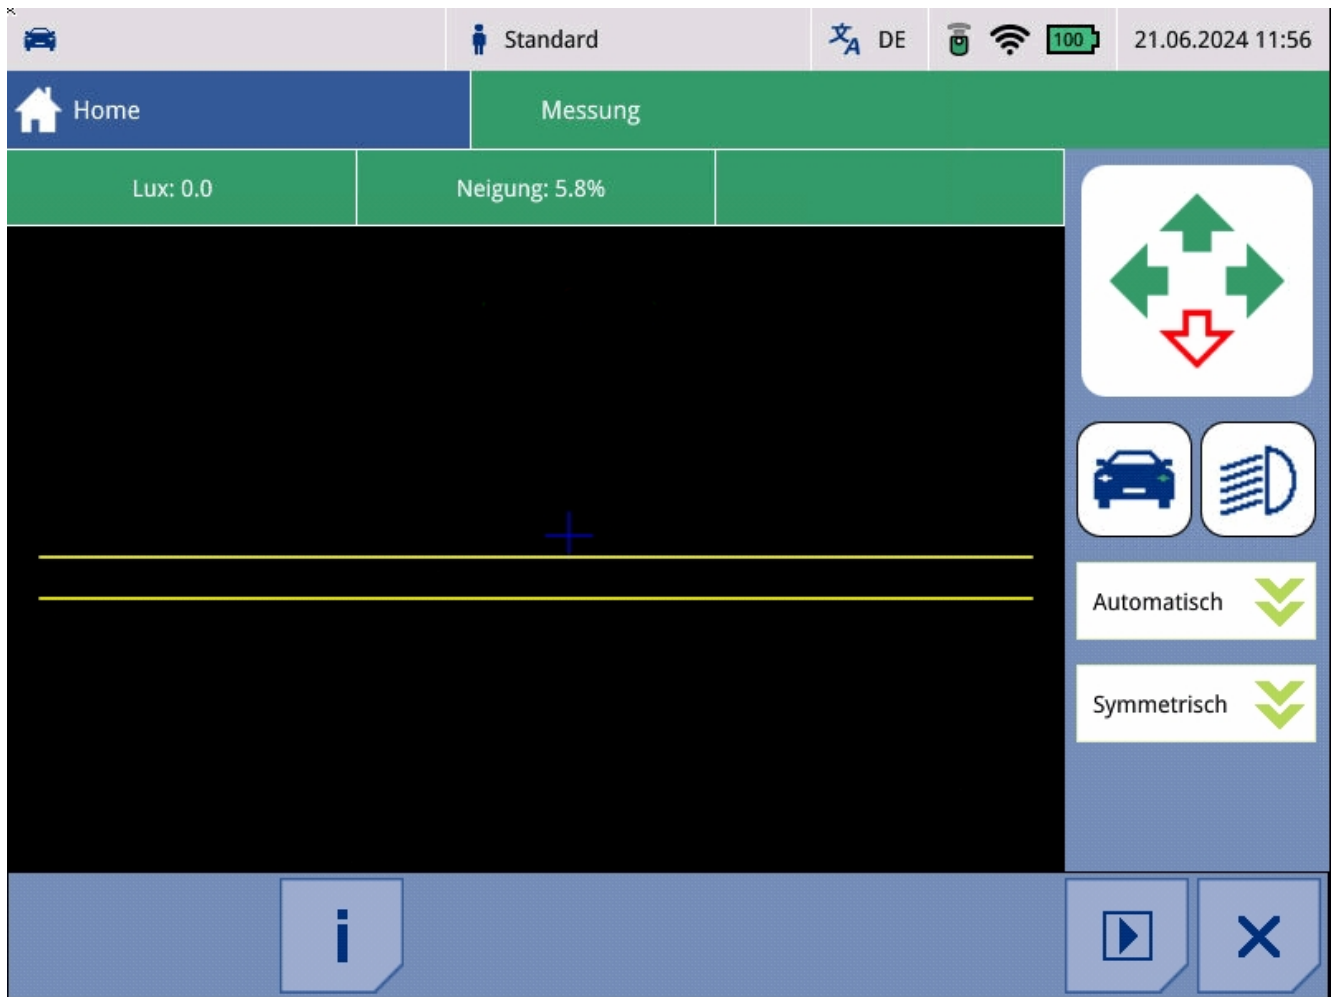 Standard
DE
100
21.06.2024 11:56
Home
Messung
Lux: 0.0
Neigung: 5.8%
Automatisch
Symmetrisch
i